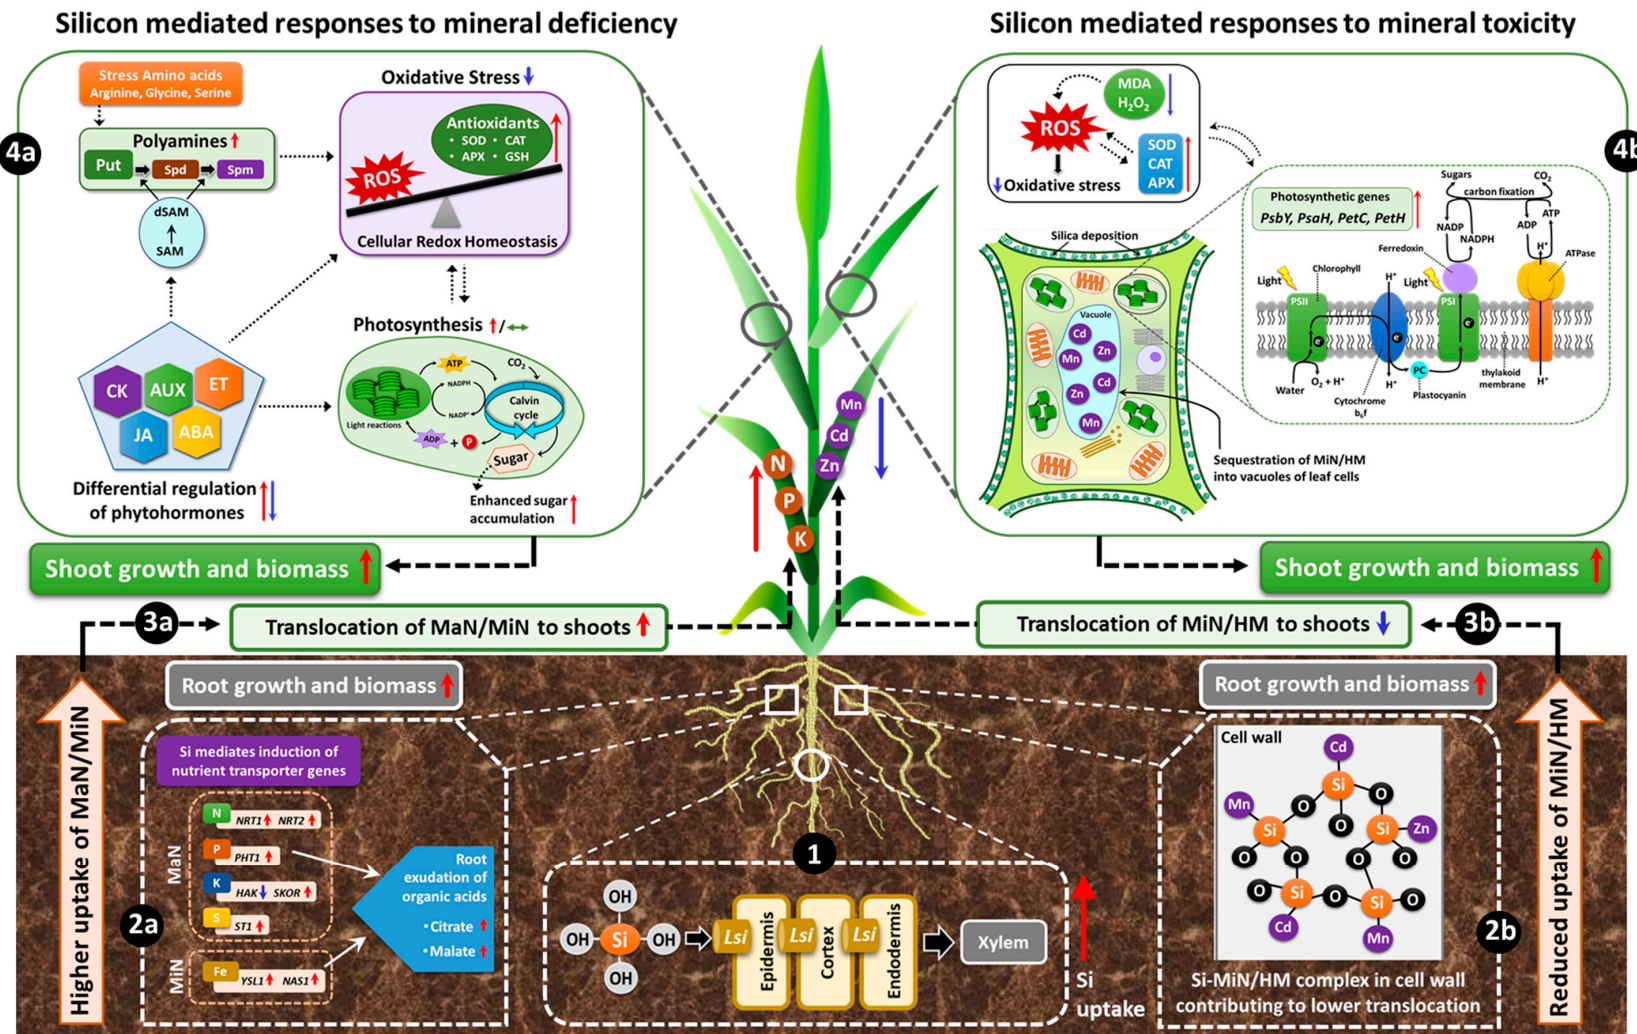 Silicon mediated responses to mineral deficiency
Silicon mediated responses to mineral toxicity
4a
Stress Amino acids
Arginine, Glycine, Serine
Polyamines
Put
Spd
Spm
dSAM
SAM
CK
AUX
ET
JA
ABA
Differential regulation
of phytohormones
Oxidative Stress
Antioxidants
• SOD • CAT
• APX • GSH
ROS
Cellular Redox Homeostasis
Photosynthesis /
ATP
CO₂
NADPH
NADP⁺
Calvin
cycle
Light reactions
ADP + P
Sugar
Enhanced sugar
accumulation
Shoot growth and biomass
3a
Translocation of MaN/MiN to shoots
N
P
K
Mn
Cd
Zn
4b
MDA
H₂O₂
ROS
SOD
CAT
APX
Oxidative stress
Silica deposition
Vacuole
Cd
Zn
Mn
Cd
Zn
Mn
Sequestration of MiN/HM
into vacuoles of leaf cells
Photosynthetic genes
PsbY, PsaH, PetC, PetH
Sugars
CO₂
carbon fixation
NADP
NADPH
ADP
ATP
H⁺
Ferredoxin
ATPase
Light
Chlorophyll
H⁺
Light
PSII
PSI
e⁻
e⁻
e⁻
PC
Water
O₂ + H⁺
H⁺
Plastocyanin
Cytochrome
b₆f
thylakoid
membrane
H⁺
Shoot growth and biomass
Translocation of MiN/HM to shoots
3b
Higher uptake of MaN/MiN
Root growth and biomass
Si mediates induction of
nutrient transporter genes
MaN
N
NRT1 NRT2
P
PHT1
K
HAK SKOR
S
ST1
MiN
Fe
YSL1 NAS1
2a
Root
exudation of
organic acids
• Citrate
• Malate
1
OH
OH Si OH
OH
Lsi
Lsi
Lsi
Epidermis
Cortex
Endodermis
Xylem
Si
uptake
Root growth and biomass
Cell wall
Cd
Si
Mn
O
O
Si
O
Si
Zn
O
O
O
O
O
Si
O
Si
O
Cd
Mn
2b
Si-MiN/HM complex in cell wall
contributing to lower translocation
Reduced uptake of MiN/HM